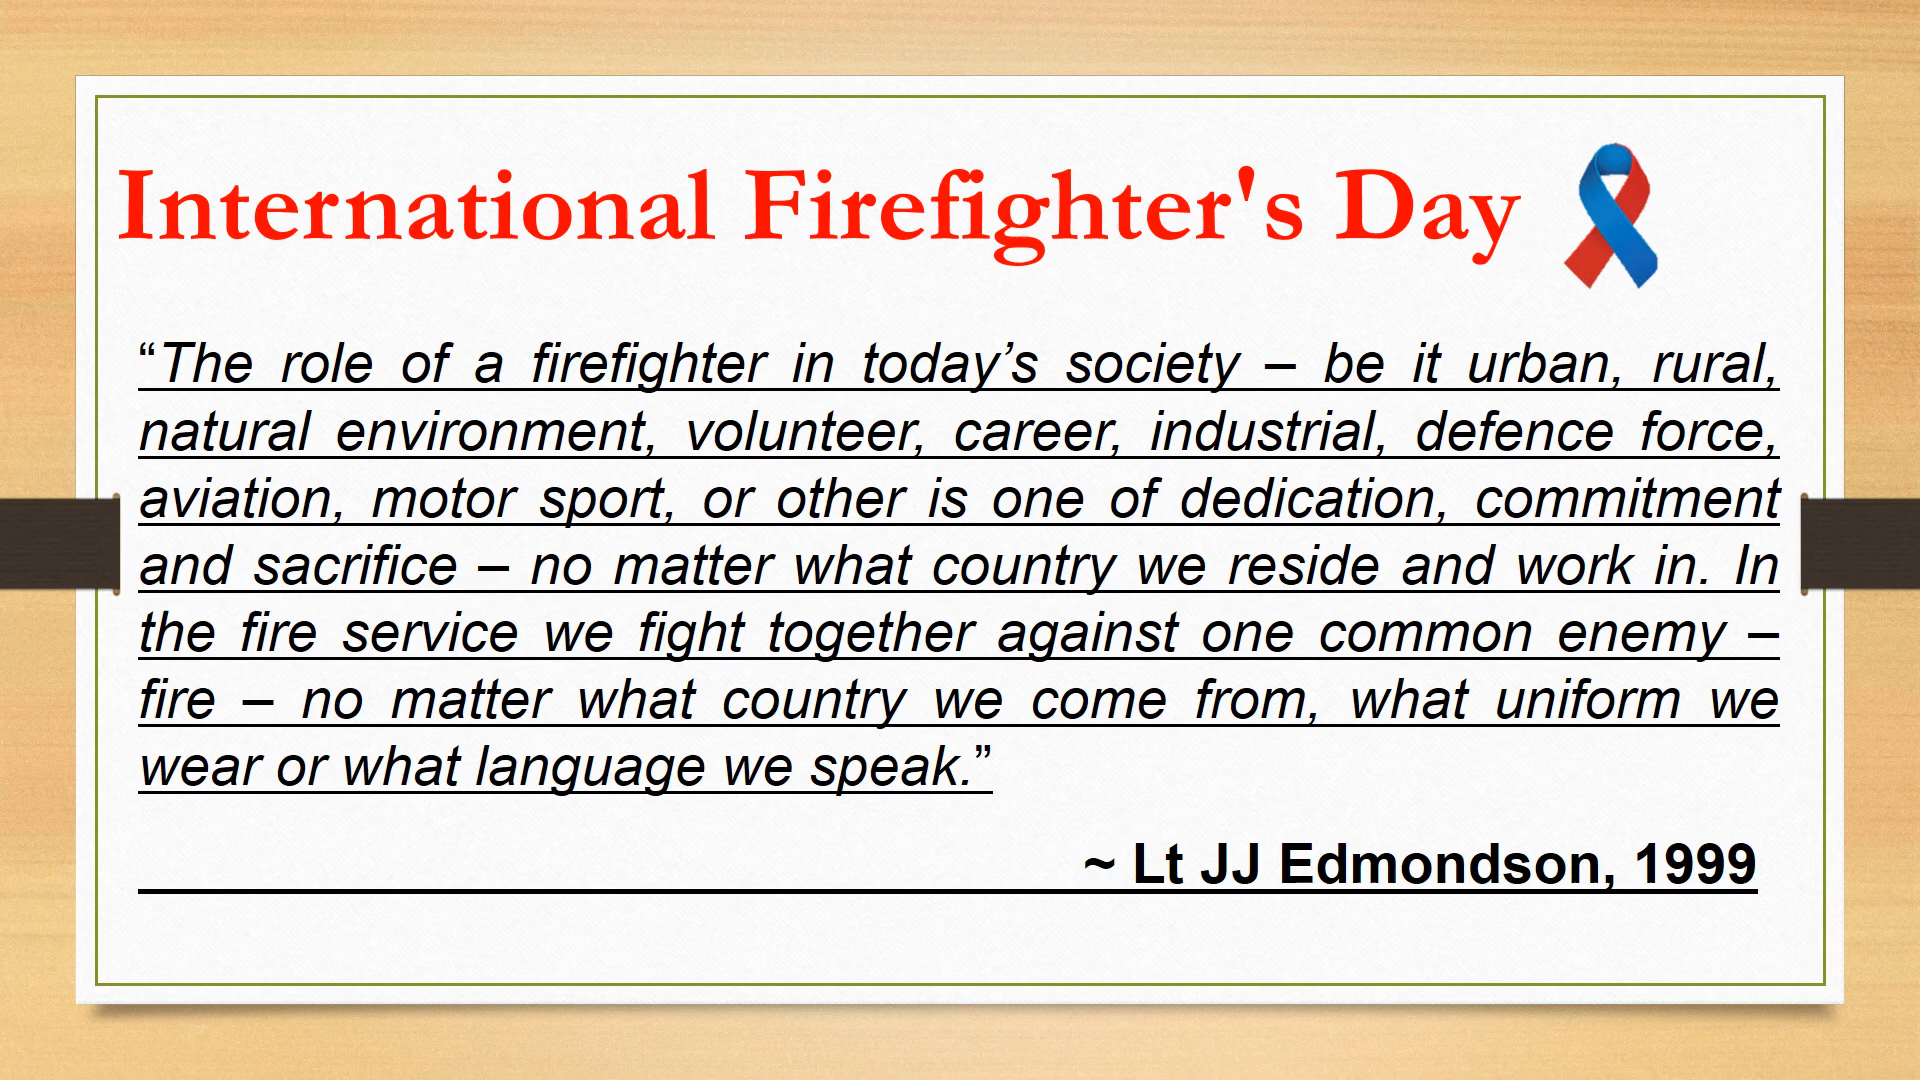 International Firefighter's Day
“The role of a firefighter in today’s society – be it urban, rural,
natural environment, volunteer, career, industrial, defence force,
aviation, motor sport, or other is one of dedication, commitment
and sacrifice – no matter what country we reside and work in. In
the fire service we fight together against one common enemy –
fire – no matter what country we come from, what uniform we
wear or what language we speak.”
~ Lt JJ Edmondson, 1999